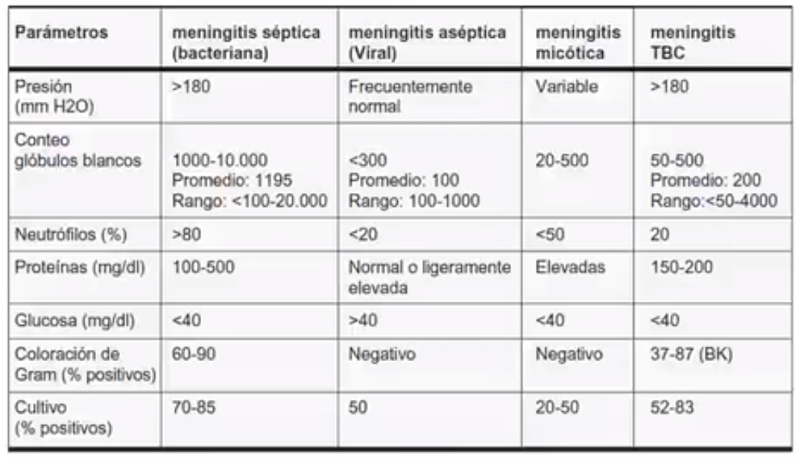 Parámetros
meningitis séptica
(bacteriana)
meningitis aséptica
(Viral)
meningitis
micótica
meningitis
TBC
Presión
(mm H2O)
>180
Frecuentemente
normal
Variable
>180
Conteo
glóbulos blancos
1000-10.000
Promedio: 1195
Rango: <100-20.000
<300
Promedio: 100
Rango: 100-1000
20-500
50-500
Promedio: 200
Rango:<50-4000
Neutrófilos (%)
>80
<20
<50
20
Proteínas (mg/dl)
100-500
Normal o ligeramente
elevada
Elevadas
150-200
Glucosa (mg/dl)
<40
>40
<40
<40
Coloración de
Gram (% positivos)
60-90
Negativo
Negativo
37-87 (BK)
Cultivo
(% positivos)
70-85
50
20-50
52-83